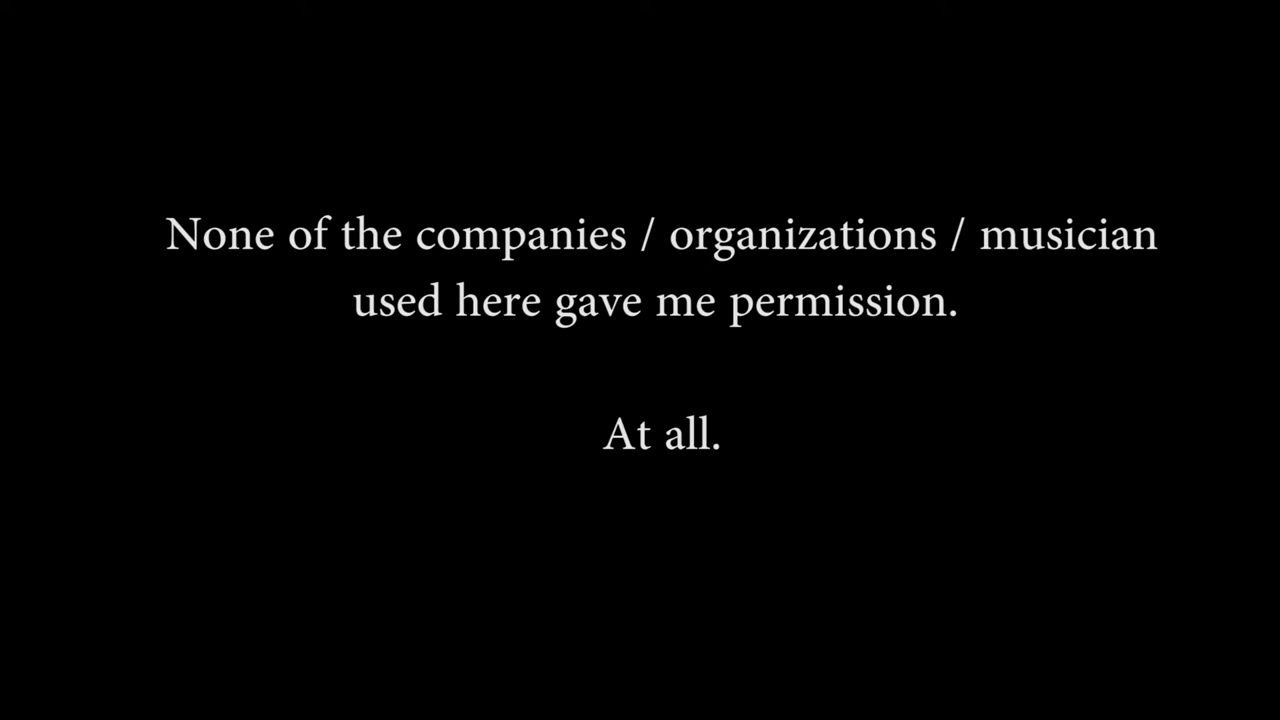 None of the companies / organizations / musician
used here gave me permission.
At all.